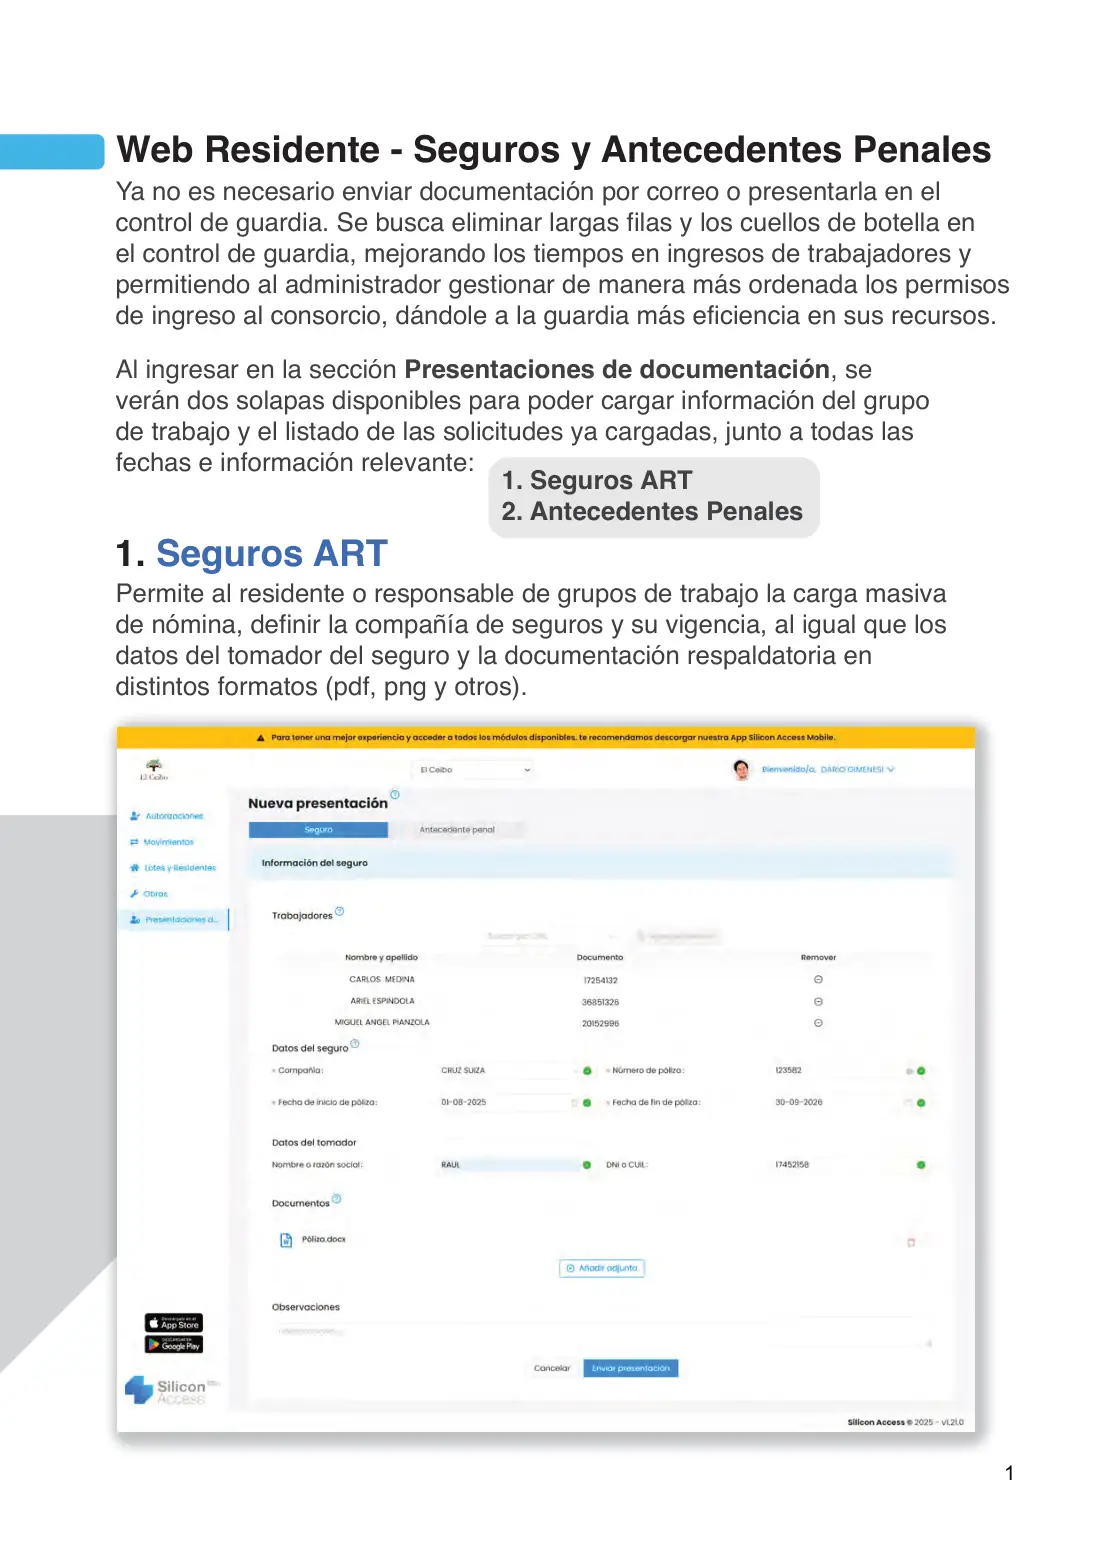 Web Residente - Seguros y Antecedentes Penales
Ya no es necesario enviar documentación por correo o presentarla en el
control de guardia. Se busca eliminar largas filas y los cuellos de botella en
el control de guardia, mejorando los tiempos en ingresos de trabajadores y
permitiendo al administrador gestionar de manera más ordenada los permisos
de ingreso al consorcio, dándole a la guardia más eficiencia en sus recursos.
Al ingresar en la sección Presentaciones de documentación, se
verán dos solapas disponibles para poder cargar información del grupo
de trabajo y el listado de las solicitudes ya cargadas, junto a todas las
fechas e información relevante:
1. Seguros ART
2. Antecedentes Penales
1. Seguros ART
Permite al residente o responsable de grupos de trabajo la carga masiva
de nómina, definir la compañía de seguros y su vigencia, al igual que los
datos del tomador del seguro y la documentación respaldatoria en
distintos formatos (pdf, png y otros).
Para tener una mejor experiencia y acceder a todos los módulos disponibles, te recomendamos descargar nuestra App Silicon Access Mobile.
El Ceibo
El Ceibo
Bienvenido/a, DARIO GIMENESI
Autorizaciones
Movimientos
Lotes y Residentes
Obras
Presentaciones d...
Nueva presentación
Seguro Antecedente penal
Información del seguro
Trabajadores
Nombre y apellido Documento Remover
CARLOS MEDINA 17254132
ARIEL ESPINDOLA 36851326
MIGUEL ANGEL PIANZOLA 20152996
Datos del seguro
* Compañía: CRUZ SUIZA * Número de póliza: 123582
* Fecha de inicio de póliza: 01-08-2025 * Fecha de fin de póliza: 30-09-2026
Datos del tomador
Nombre o razón social: RAUL DNI o CUIL: 17452158
Documentos
Póliza.docx
Añadir adjunto
Observaciones
Cancelar Enviar presentación
App Store
Google Play
Silicon
Access
Silicon Access © 2025 - v1.21.0
1